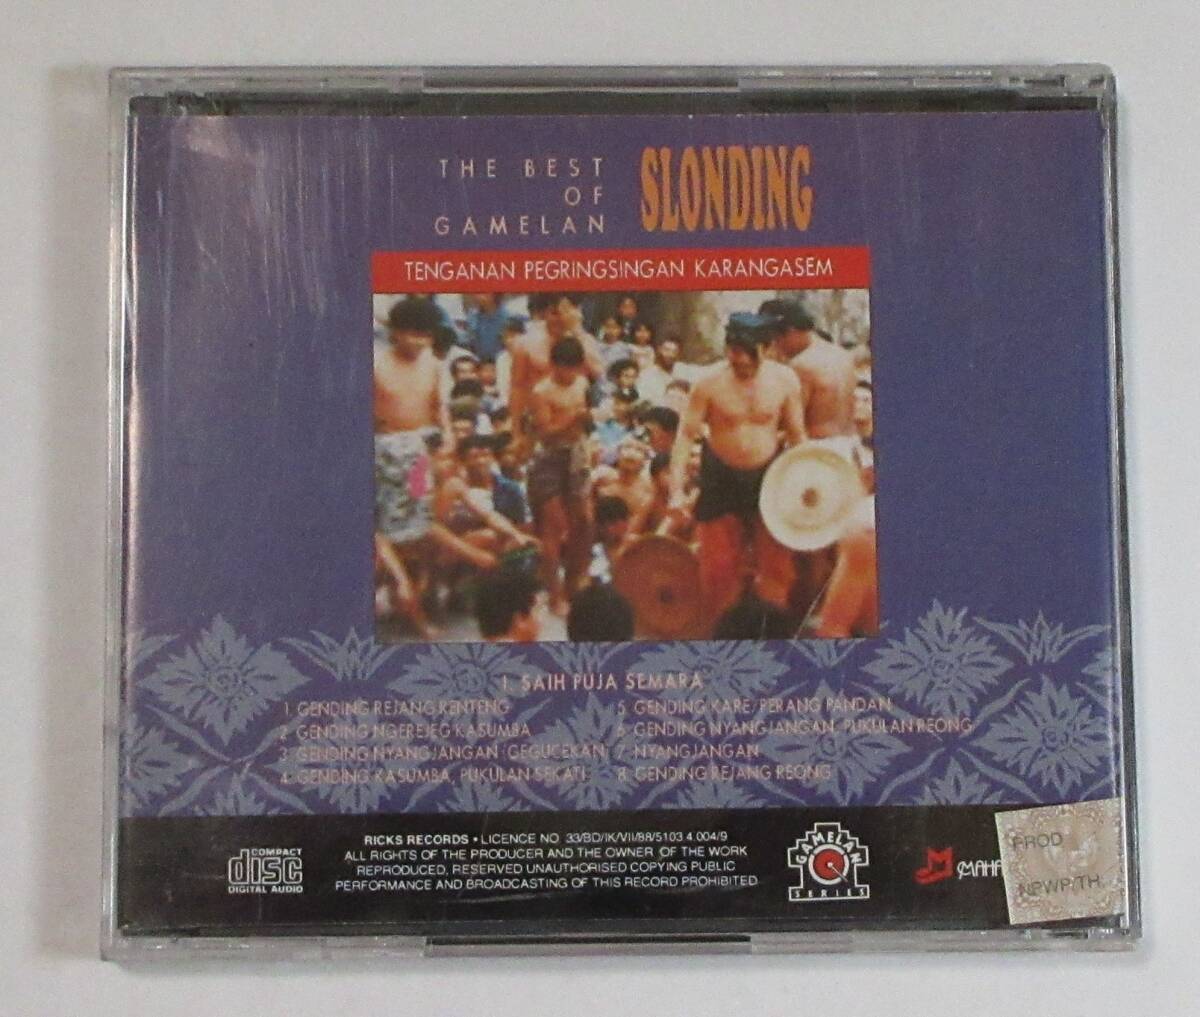 THE BEST
OF
GAMELAN
SLONDING
TENGANAN PEGRINGSINGAN KARANGASEM
1. SAIH PUJA SEMARA
1. GENDING REJANG RENTENG
2. GENDING NGEREJEG KASUMBA
3. GENDING NYANGJANGAN (GEGUCEKAN)
4. GENDING KASUMBA, PUKULAN SEKATI
5. GENDING KARE/PERANG PANDAN
6. GENDING NYANGJANGAN, PUKULAN REONG
7. NYANGJANGAN
8. GENDING REJANG REONG
COMPACT
disc
DIGITAL AUDIO
RICKS RECORDS • LICENCE NO. 33/BD/IK/VII/88/5103.4.004/9
ALL RIGHTS OF THE PRODUCER AND THE OWNER OF THE WORK
REPRODUCED, RESERVED UNAUTHORISED COPYING PUBLIC
PERFORMANCE AND BROADCASTING OF THIS RECORD PROHIBITED
GAMELAN
SERIES
PROD
NPWP/TH.